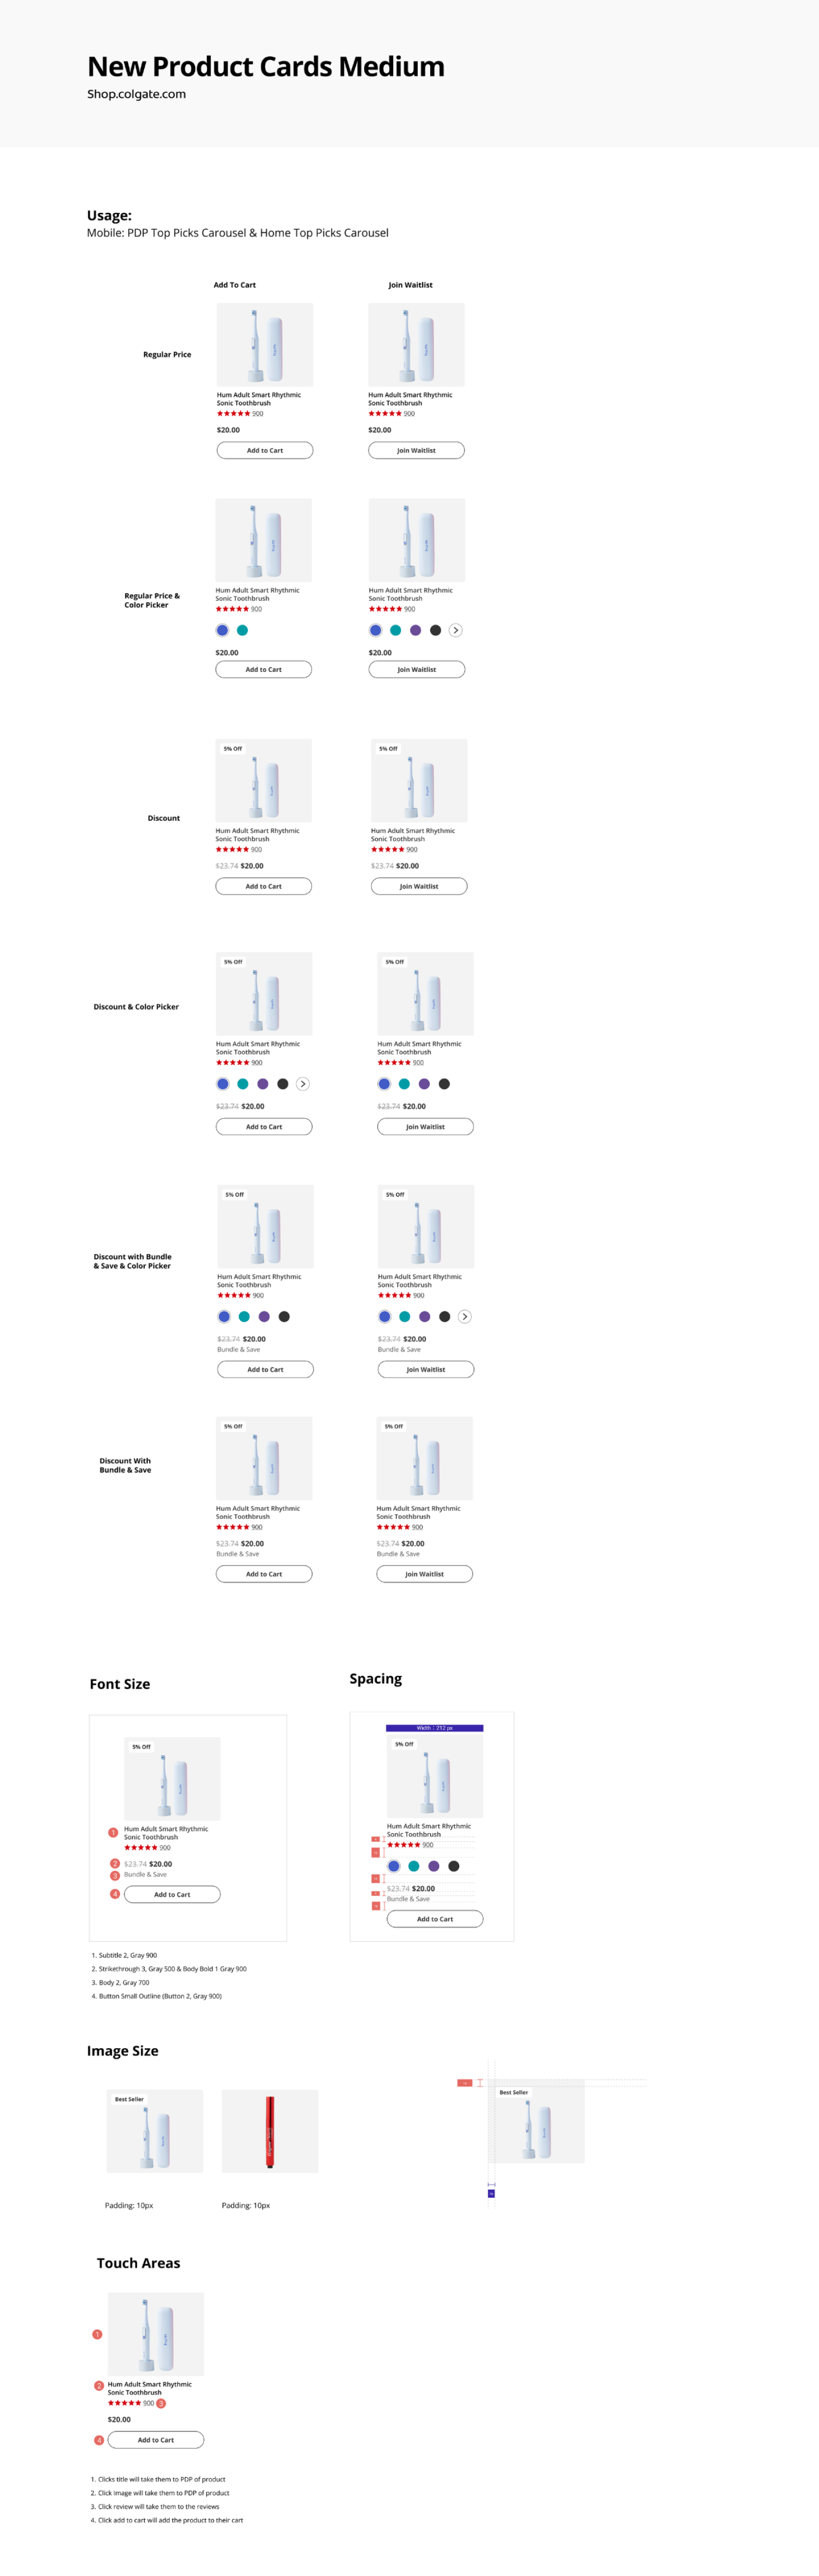 New Product Cards Medium
Shop.colgate.com
Usage:
Mobile: PDP Top Picks Carousel & Home Top Picks Carousel
Add To Cart
Join Waitlist
Regular Price
Hum Adult Smart Rhythmic
Sonic Toothbrush
900
$20.00
Add to Cart
Hum Adult Smart Rhythmic
Sonic Toothbrush
900
$20.00
Join Waitlist
Regular Price &
Color Picker
Hum Adult Smart Rhythmic
Sonic Toothbrush
900
$20.00
Add to Cart
Hum Adult Smart Rhythmic
Sonic Toothbrush
900
$20.00
Join Waitlist
Discount
5% Off
Hum Adult Smart Rhythmic
Sonic Toothbrush
900
$23.74 $20.00
Add to Cart
5% Off
Hum Adult Smart Rhythmic
Sonic Toothbrush
900
$23.74 $20.00
Join Waitlist
Discount & Color Picker
5% Off
Hum Adult Smart Rhythmic
Sonic Toothbrush
900
$23.74 $20.00
Add to Cart
5% Off
Hum Adult Smart Rhythmic
Sonic Toothbrush
900
$23.74 $20.00
Join Waitlist
Discount with Bundle
& Save & Color Picker
5% Off
Hum Adult Smart Rhythmic
Sonic Toothbrush
900
$23.74 $20.00
Bundle & Save
Add to Cart
5% Off
Hum Adult Smart Rhythmic
Sonic Toothbrush
900
$23.74 $20.00
Bundle & Save
Join Waitlist
Discount With
Bundle & Save
5% Off
Hum Adult Smart Rhythmic
Sonic Toothbrush
900
$23.74 $20.00
Bundle & Save
Add to Cart
5% Off
Hum Adult Smart Rhythmic
Sonic Toothbrush
900
$23.74 $20.00
Bundle & Save
Join Waitlist
Font Size
5% Off
1
Hum Adult Smart Rhythmic
Sonic Toothbrush
900
2
$23.74 $20.00
3
Bundle & Save
4
Add to Cart
1. Subtitle 2, Gray 900
2. Strikethrough 3, Gray 500 & Body Bold 1 Gray 900
3. Body 2, Gray 700
4. Button Small Outline (Button 2, Gray 900)
Spacing
Width : 212 px
5% Off
Hum Adult Smart Rhythmic
Sonic Toothbrush
900
$23.74 $20.00
Bundle & Save
Add to Cart
Image Size
Best Seller
Padding: 10px
Padding: 10px
Best Seller
Touch Areas
1
2
Hum Adult Smart Rhythmic
Sonic Toothbrush
900
3
$20.00
4
Add to Cart
1. Clicks title will take them to PDP of product
2. Click image will take them to PDP of product
3. Click review will take them to the reviews
4. Click add to cart will add the product to their cart